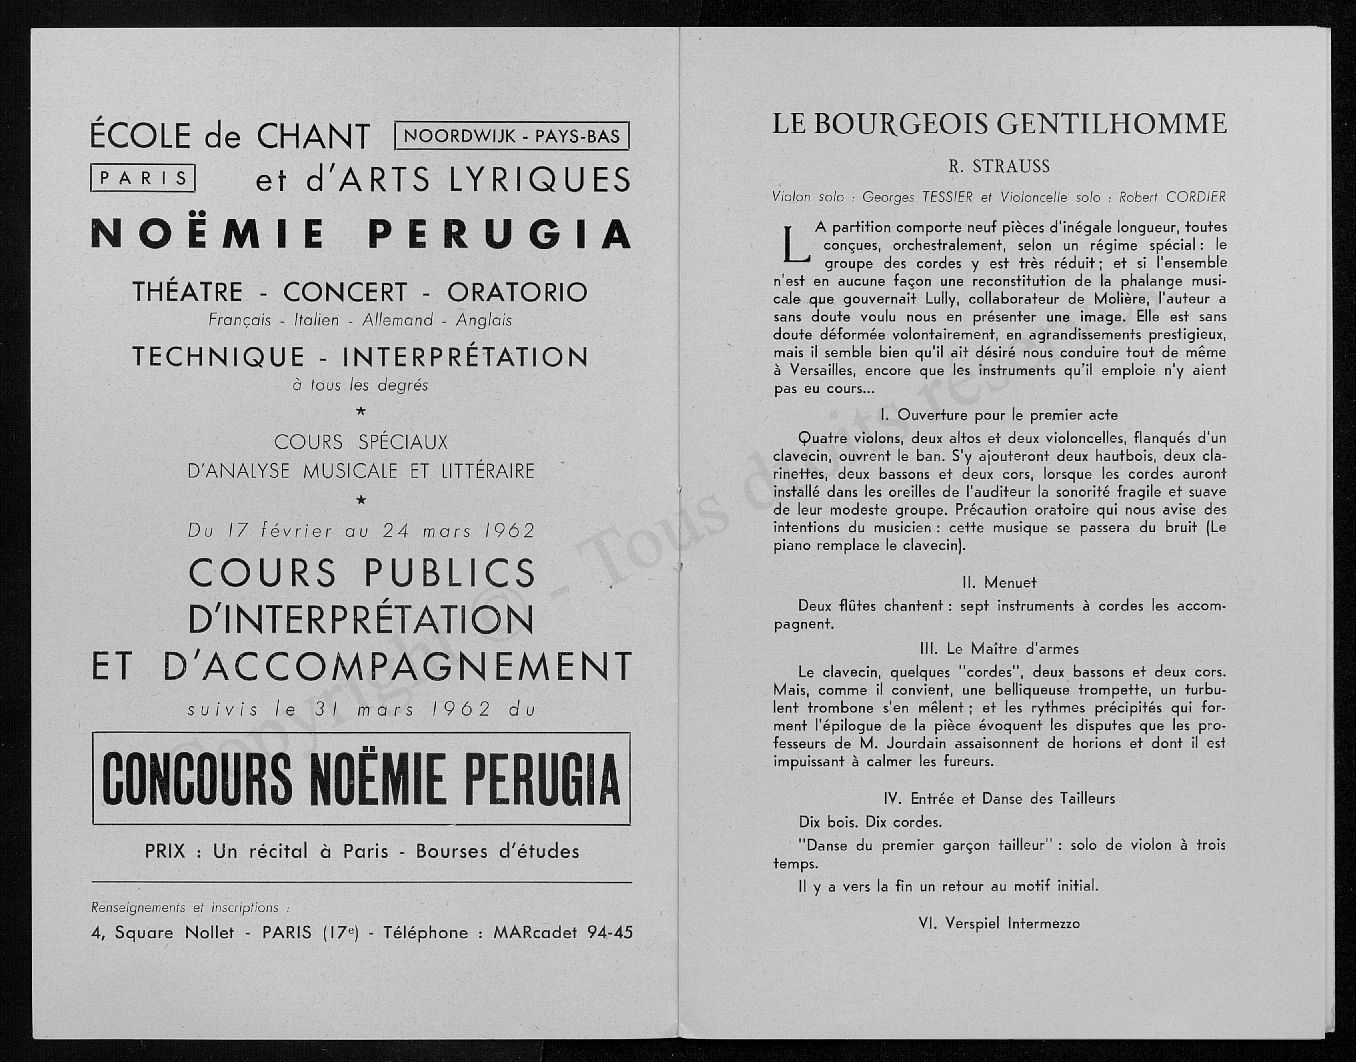 ÉCOLE de CHANT NOORDWIJK - PAYS-BAS
PARIS et d'ARTS LYRIQUES
NOËMIE PERUGIA
THÉATRE - CONCERT - ORATORIO
Français - Italien - Allemand - Anglais
TECHNIQUE - INTERPRÉTATION
à tous les degrés
★
COURS SPÉCIAUX
D'ANALYSE MUSICALE ET LITTÉRAIRE
★
Du 17 février au 24 mars 1962
COURS PUBLICS
D'INTERPRÉTATION
ET D'ACCOMPAGNEMENT
suivis le 31 mars 1962 du
CONCOURS NOËMIE PERUGIA
PRIX : Un récital à Paris - Bourses d'études
Renseignements et inscriptions :
4, Square Nollet - PARIS (17e) - Téléphone : MARcadet 94-45
LE BOURGEOIS GENTILHOMME
R. STRAUSS
Violon solo : Georges TESSIER et Violoncelle solo : Robert CORDIER
LA partition comporte neuf pièces d'inégale longueur, toutes
conçues, orchestralement, selon un régime spécial : le
groupe des cordes y est très réduit ; et si l'ensemble
n'est en aucune façon une reconstitution de la phalange musi-
cale que gouvernait Lully, collaborateur de Molière, l'auteur a
sans doute voulu nous en présenter une image. Elle est sans
doute déformée volontairement, en agrandissements prestigieux,
mais il semble bien qu'il ait désiré nous conduire tout de même
à Versailles, encore que les instruments qu'il emploie n'y aient
pas eu cours...
I. Ouverture pour le premier acte
Quatre violons, deux altos et deux violoncelles, flanqués d'un
clavecin, ouvrent le ban. S'y ajouteront deux hautbois, deux cla-
rinettes, deux bassons et deux cors, lorsque les cordes auront
installé dans les oreilles de l'auditeur la sonorité fragile et suave
de leur modeste groupe. Précaution oratoire qui nous avise des
intentions du musicien : cette musique se passera du bruit (Le
piano remplace le clavecin).
II. Menuet
Deux flûtes chantent : sept instruments à cordes les accom-
pagnent.
III. Le Maître d'armes
Le clavecin, quelques "cordes", deux bassons et deux cors.
Mais, comme il convient, une belliqueuse trompette, un turbu-
lent trombone s'en mêlent ; et les rythmes précipités qui for-
ment l'épilogue de la pièce évoquent les disputes que les pro-
fesseurs de M. Jourdain assaisonnent de horions et dont il est
impuissant à calmer les fureurs.
IV. Entrée et Danse des Tailleurs
Dix bois. Dix cordes.
"Danse du premier garçon tailleur" : solo de violon à trois
temps.
Il y a vers la fin un retour au motif initial.
VI. Verspiel Intermezzo
Copyright © - Tous droits réservés